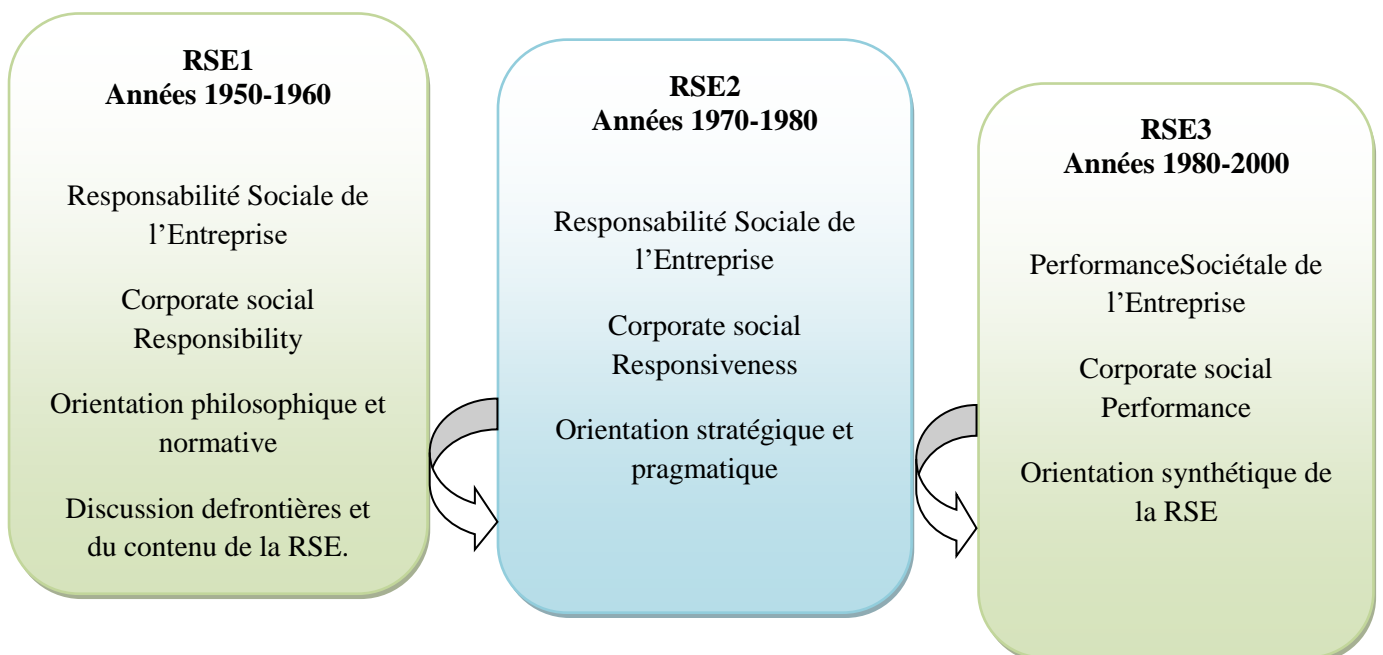 RSE1
Années 1950-1960
Responsabilité Sociale de
l’Entreprise
Corporate social
Responsibility
Orientation philosophique et
normative
Discussion defrontières et
du contenu de la RSE.
RSE2
Années 1970-1980
Responsabilité Sociale de
l’Entreprise
Corporate social
Responsiveness
Orientation stratégique et
pragmatique
RSE3
Années 1980-2000
PerformanceSociétale de
l’Entreprise
Corporate social
Performance
Orientation synthétique de
la RSE